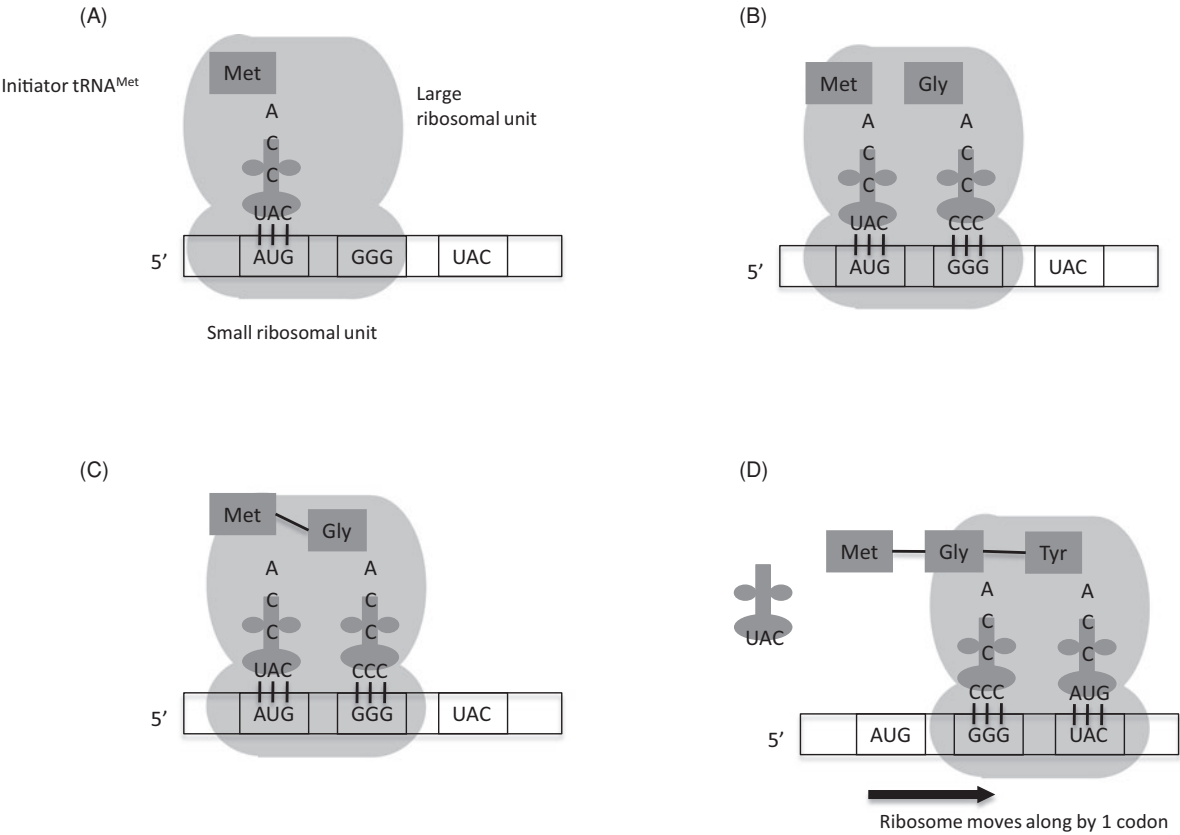 (A)
Initiator tRNAMet
Met
A
C
C
UAC
Large
ribosomal unit
5’
AUG
GGG
UAC
Small ribosomal unit
(B)
Met
Gly
A
A
C
C
C
C
UAC
CCC
5’
AUG
GGG
UAC
(C)
Met
Gly
A
A
C
C
C
C
UAC
CCC
5’
AUG
GGG
UAC
(D)
Met
Gly
Tyr
A
A
C
C
C
C
UAC
CCC
AUG
5’
AUG
GGG
UAC
Ribosome moves along by 1 codon